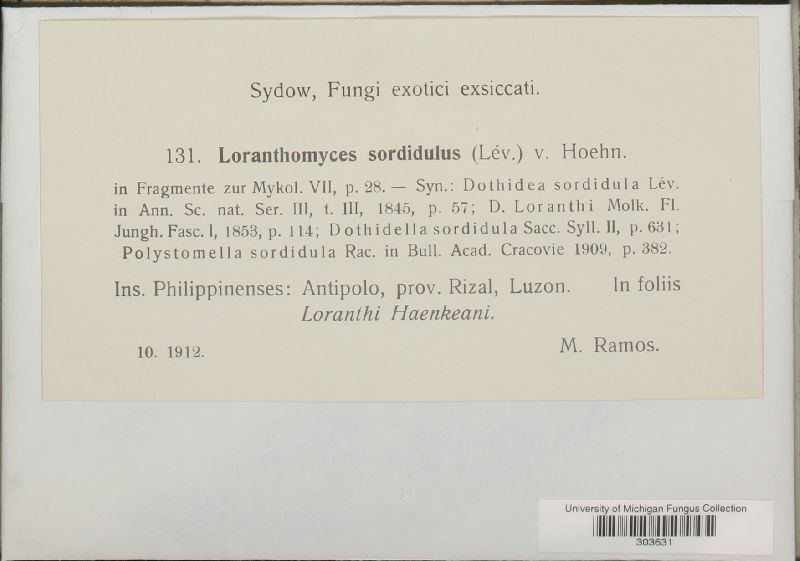 Sydow, Fungi exotici exsiccati.
131. Loranthomyces sordidulus (Lév.) v. Hoehn.
in Fragmente zur Mykol. VII, p. 28. — Syn.: Dothidea sordidula Lév.
in Ann. Sc. nat. Ser. III, t. III, 1845, p. 57; D. Loranthi Molk. Fl.
Jungh. Fasc. I, 1853, p. 114; Dothidella sordidula Sacc. Syll. II, p. 631;
Polystomella sordidula Rac. in Bull. Acad. Cracovie 1909, p. 382.
Ins. Philippinenses: Antipolo, prov. Rizal, Luzon. In foliis
Loranthi Haenkeani.
10. 1912. M. Ramos.
University of Michigan Fungus Collection
303631